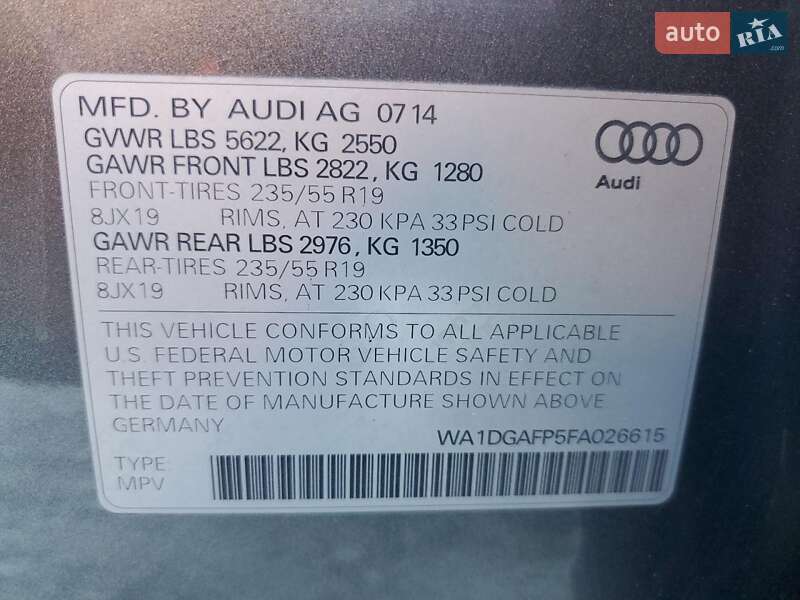 auto RIA .com
MFD. BY AUDI AG 07 14
GVWR LBS 5622, KG 2550
GAWR FRONT LBS 2822, KG 1280
FRONT-TIRES 235/55 R19
8JX19 RIMS, AT 230 KPA 33 PSI COLD
GAWR REAR LBS 2976, KG 1350
REAR-TIRES 235/55 R19
8JX19 RIMS, AT 230 KPA 33 PSI COLD
Audi
THIS VEHICLE CONFORMS TO ALL APPLICABLE
U.S. FEDERAL MOTOR VEHICLE SAFETY AND
THEFT PREVENTION STANDARDS IN EFFECT ON
THE DATE OF MANUFACTURE SHOWN ABOVE
GERMANY
WA1DGAFP5FA026615
TYPE:
MPV